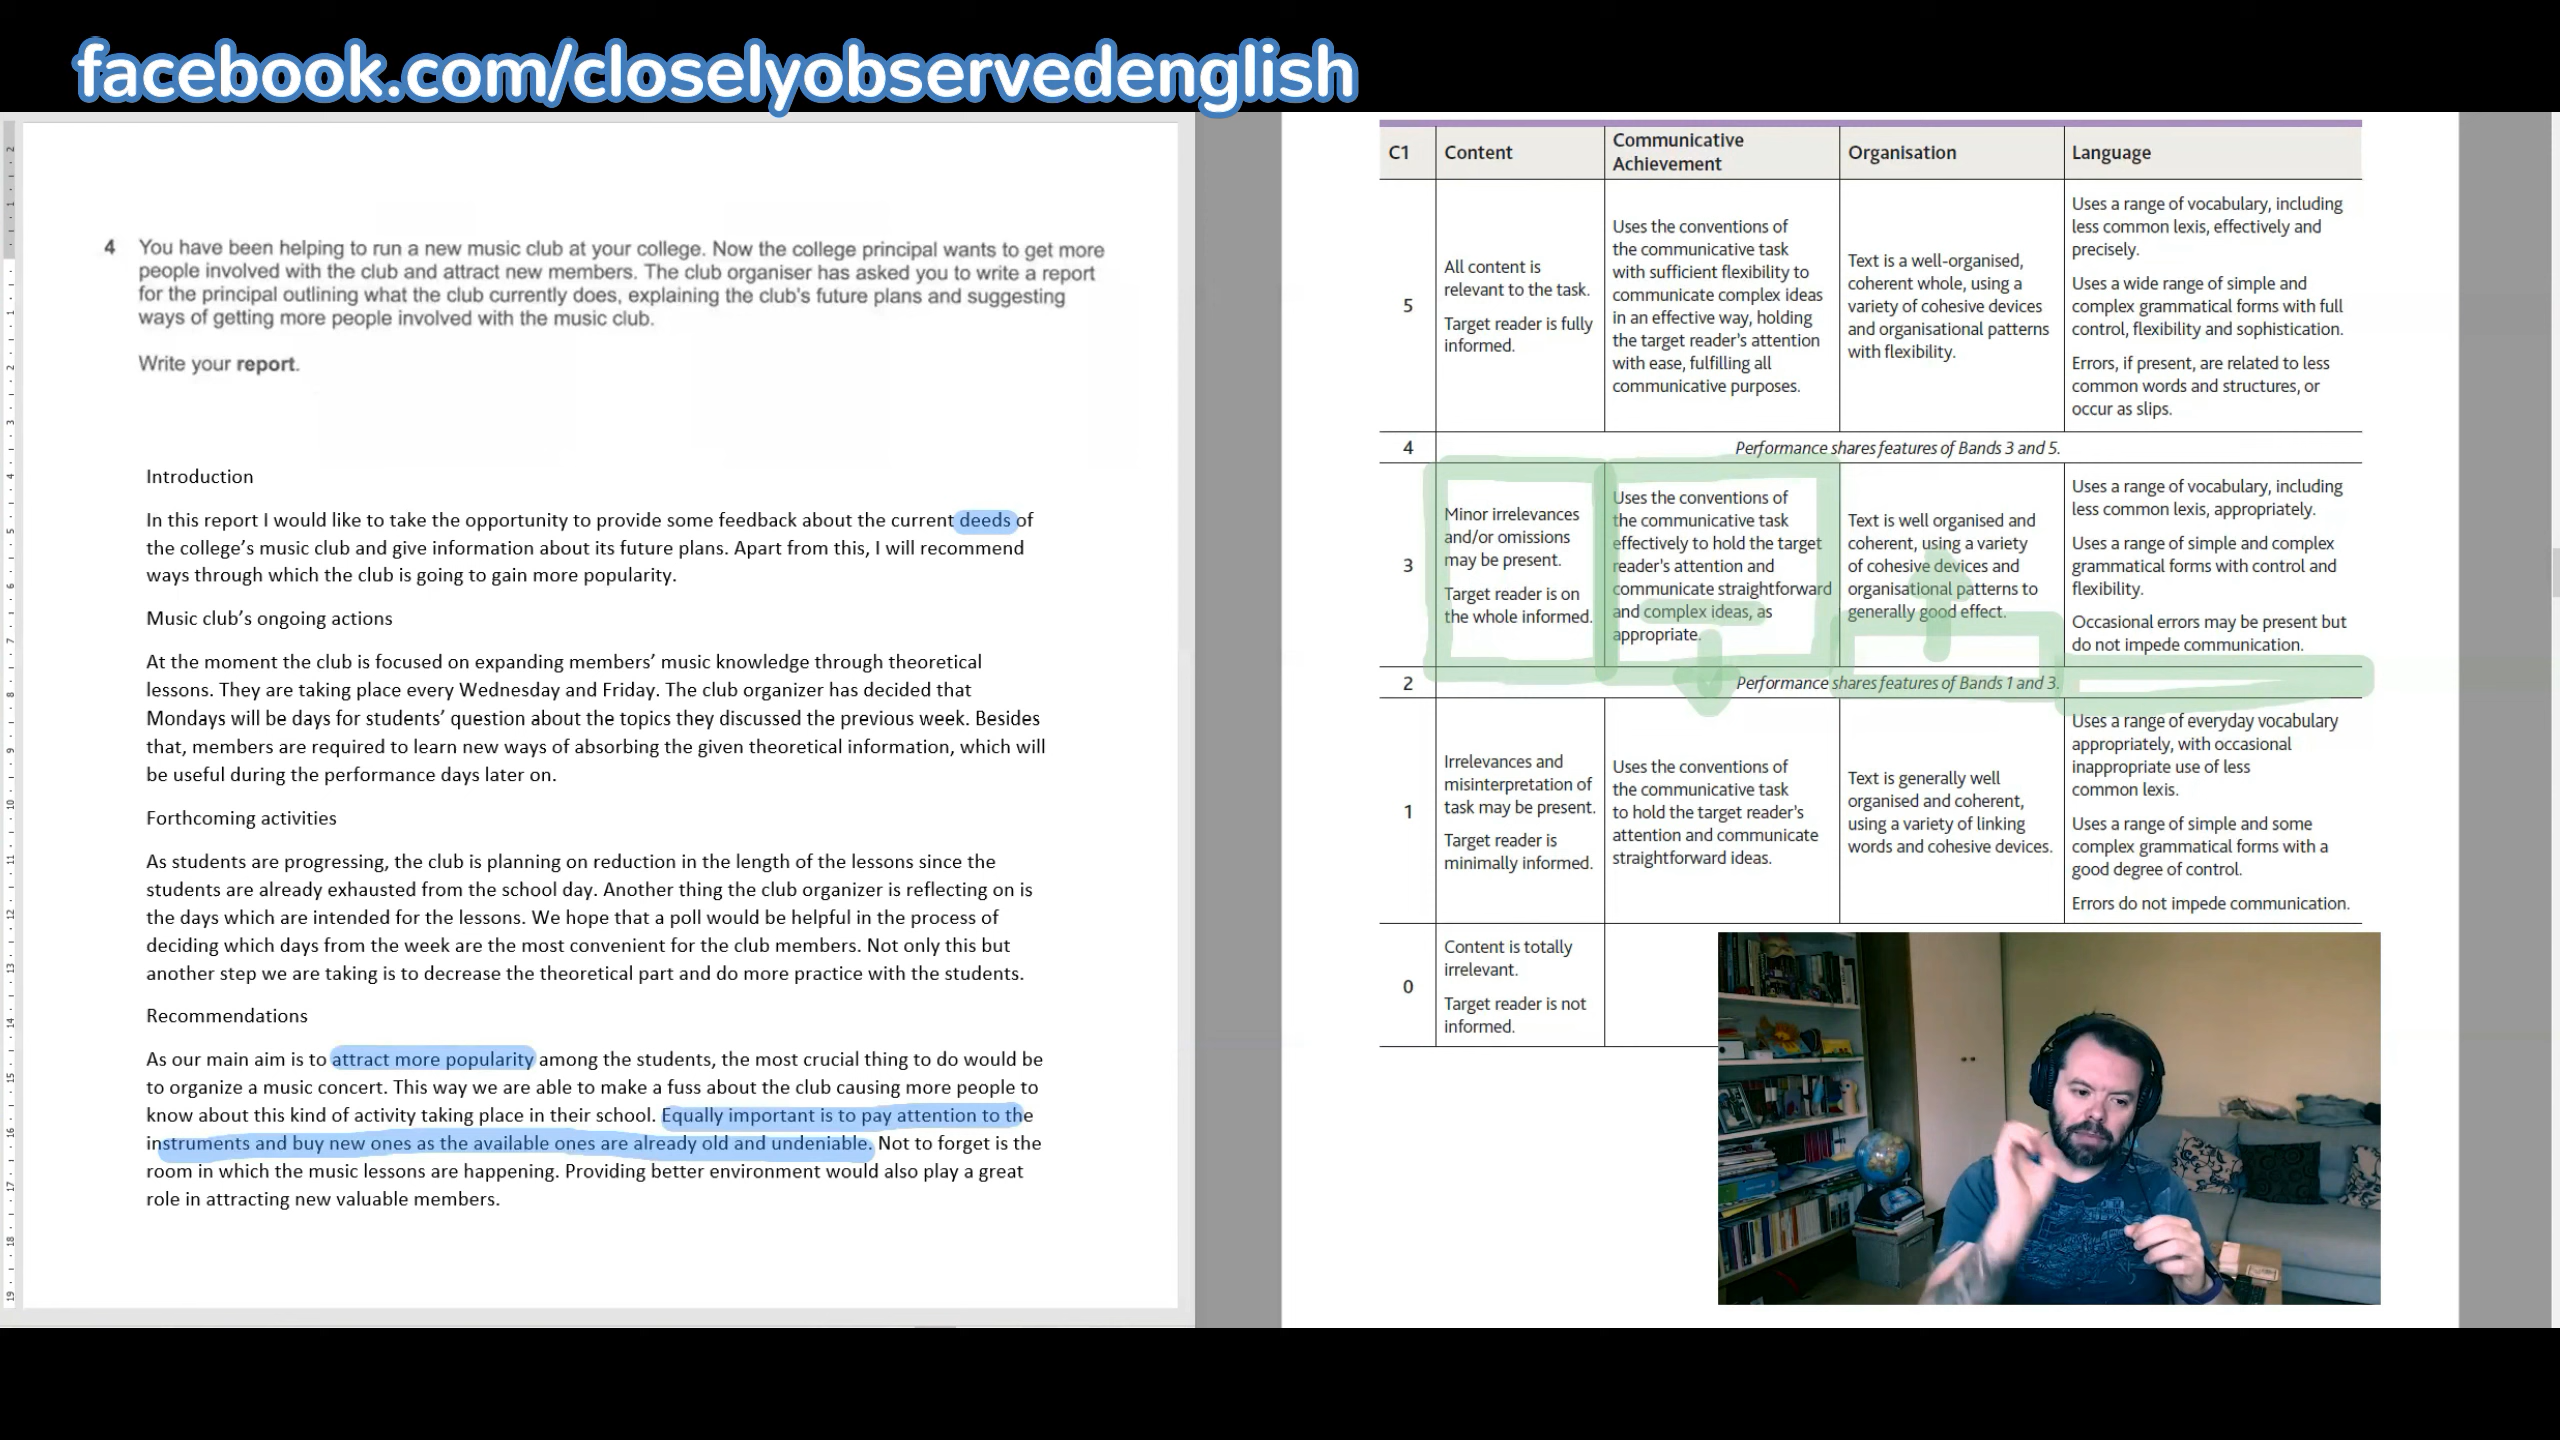 facebook.com/closelyobservedenglish
4 You have been helping to run a new music club at your college. Now the college principal wants to get more
people involved with the club and attract new members. The club organiser has asked you to write a report
for the principal outlining what the club currently does, explaining the club's future plans and suggesting
ways of getting more people involved with the music club.
Write your report.
Introduction
In this report I would like to take the opportunity to provide some feedback about the current deeds of
the college’s music club and give information about its future plans. Apart from this, I will recommend
ways through which the club is going to gain more popularity.
Music club’s ongoing actions
At the moment the club is focused on expanding members’ music knowledge through theoretical
lessons. They are taking place every Wednesday and Friday. The club organizer has decided that
Mondays will be days for students’ question about the topics they discussed the previous week. Besides
that, members are required to learn new ways of absorbing the given theoretical information, which will
be useful during the performance days later on.
Forthcoming activities
As students are progressing, the club is planning on reduction in the length of the lessons since the
students are already exhausted from the school day. Another thing the club organizer is reflecting on is
the days which are intended for the lessons. We hope that a poll would be helpful in the process of
deciding which days from the week are the most convenient for the club members. Not only this but
another step we are taking is to decrease the theoretical part and do more practice with the students.
Recommendations
As our main aim is to attract more popularity among the students, the most crucial thing to do would be
to organize a music concert. This way we are able to make a fuss about the club causing more people to
know about this kind of activity taking place in their school. Equally important is to pay attention to the
instruments and buy new ones as the available ones are already old and undeniable. Not to forget is the
room in which the music lessons are happening. Providing better environment would also play a great
role in attracting new valuable members.
C1
Content
Communicative
Achievement
Organisation
Language
5
All content is
relevant to the task.
Target reader is fully
informed.
Uses the conventions of
the communicative task
with sufficient flexibility to
communicate complex ideas
in an effective way, holding
the target reader's attention
with ease, fulfilling all
communicative purposes.
Text is a well-organised,
coherent whole, using a
variety of cohesive devices
and organisational patterns
with flexibility.
Uses a range of vocabulary, including
less common lexis, effectively and
precisely.
Uses a wide range of simple and
complex grammatical forms with full
control, flexibility and sophistication.
Errors, if present, are related to less
common words and structures, or
occur as slips.
4
Performance shares features of Bands 3 and 5.
3
Minor irrelevances
and/or omissions
may be present.
Target reader is on
the whole informed.
Uses the conventions of
the communicative task
effectively to hold the target
reader's attention and
communicate straightforward
and complex ideas, as
appropriate.
Text is well organised and
coherent, using a variety
of cohesive devices and
organisational patterns to
generally good effect.
Uses a range of vocabulary, including
less common lexis, appropriately.
Uses a range of simple and complex
grammatical forms with control and
flexibility.
Occasional errors may be present but
do not impede communication.
2
Performance shares features of Bands 1 and 3.
1
Irrelevances and
misinterpretation of
task may be present.
Target reader is
minimally informed.
Uses the conventions of
the communicative task
to hold the target reader's
attention and communicate
straightforward ideas.
Text is generally well
organised and coherent,
using a variety of linking
words and cohesive devices.
Uses a range of everyday vocabulary
appropriately, with occasional
inappropriate use of less
common lexis.
Uses a range of simple and some
complex grammatical forms with a
good degree of control.
Errors do not impede communication.
0
Content is totally
irrelevant.
Target reader is not
informed.